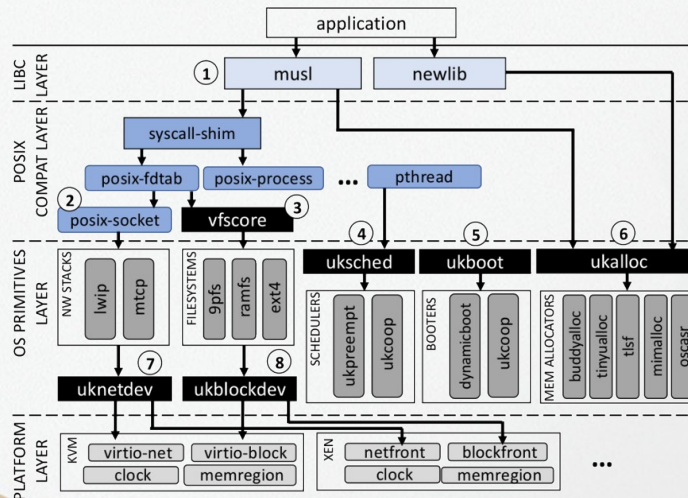 application
LIBC
LAYER
1
musl
newlib
POSIX
COMPAT LAYER
syscall-shim
posix-fdtab
posix-process
...
pthread
2
posix-socket
vfscore
3
4
5
6
OS PRIMITIVES
LAYER
NW STACKS
lwip
mtcp
FILESYSTEMS
9pfs
ramfs
ext4
uksched
SCHEDULERS
ukpreempt
ukcoop
ukboot
BOOTERS
dynamicboot
ukcoop
ukalloc
MEM ALLOCATORS
buddyalloc
tinyualloc
tlsf
mimalloc
oscasr
7
8
uknetdev
ukblockdev
PLATFORM
LAYER
KVM
virtio-net
virtio-block
clock
memregion
XEN
netfront
blockfront
clock
memregion
...